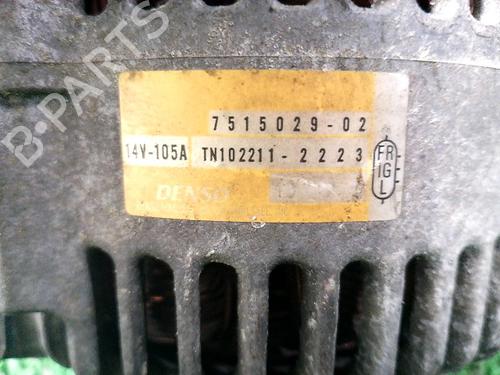 B-PARTS
7515029-02
14V-105A TN102211-2223
DENSO
FR
IG
L